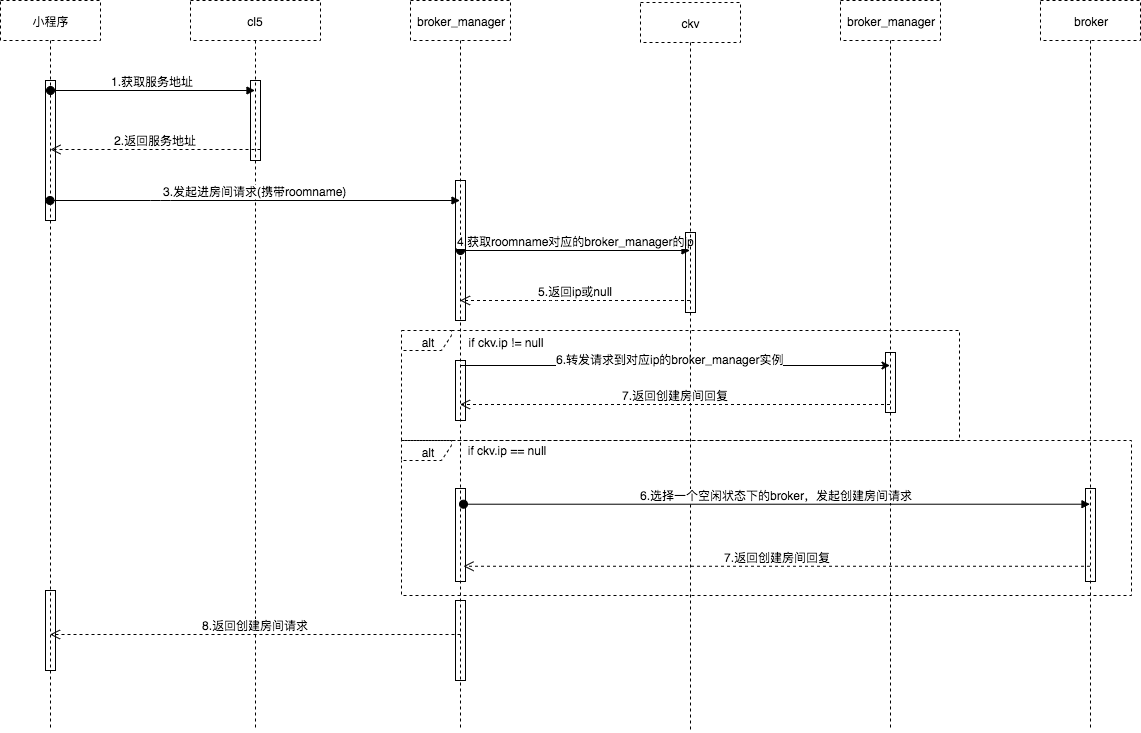 小程序
cl5
broker_manager
ckv
broker_manager
broker
1.获取服务地址
2.返回服务地址
3.发起进房间请求(携带roomname)
4.获取roomname对应的broker_manager的ip
5.返回ip或null
alt
if ckv.ip != null
6.转发请求到对应ip的broker_manager实例
7.返回创建房间回复
alt
if ckv.ip == null
6.选择一个空闲状态下的broker，发起创建房间请求
7.返回创建房间回复
8.返回创建房间请求